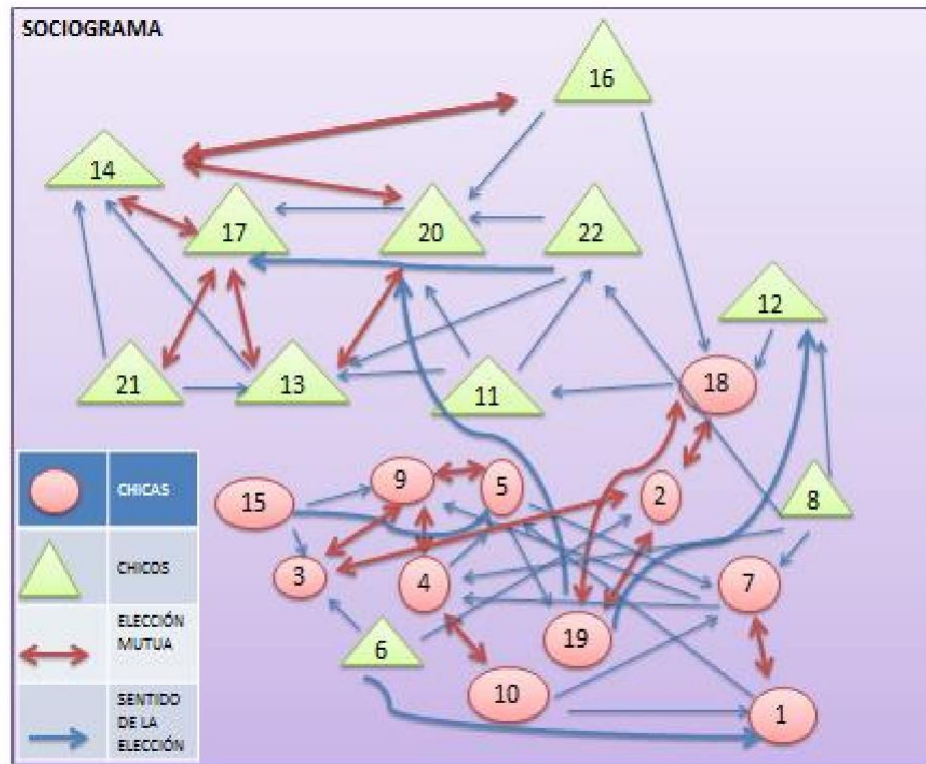 SOCIOGRAMA
16
14
17
20
22
12
21
13
11
18
9
5
2
15
8
3
4
7
19
6
10
1
CHICAS
CHICOS
ELECCIÓN
MUTUA
SENTIDO
DE LA
ELECCIÓN